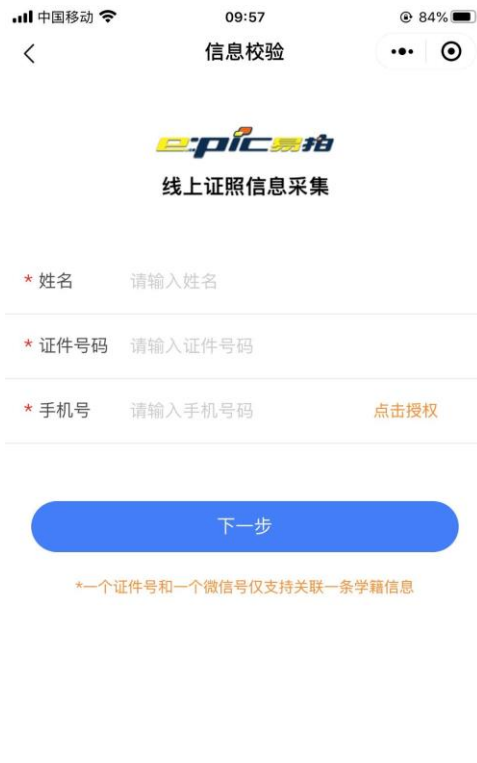 中国移动 09:57 84%
信息校验
e:pic易拍
线上证照信息采集
* 姓名 请输入姓名
* 证件号码 请输入证件号码
* 手机号 请输入手机号码 点击授权
下一步
*一个证件号和一个微信号仅支持关联一条学籍信息